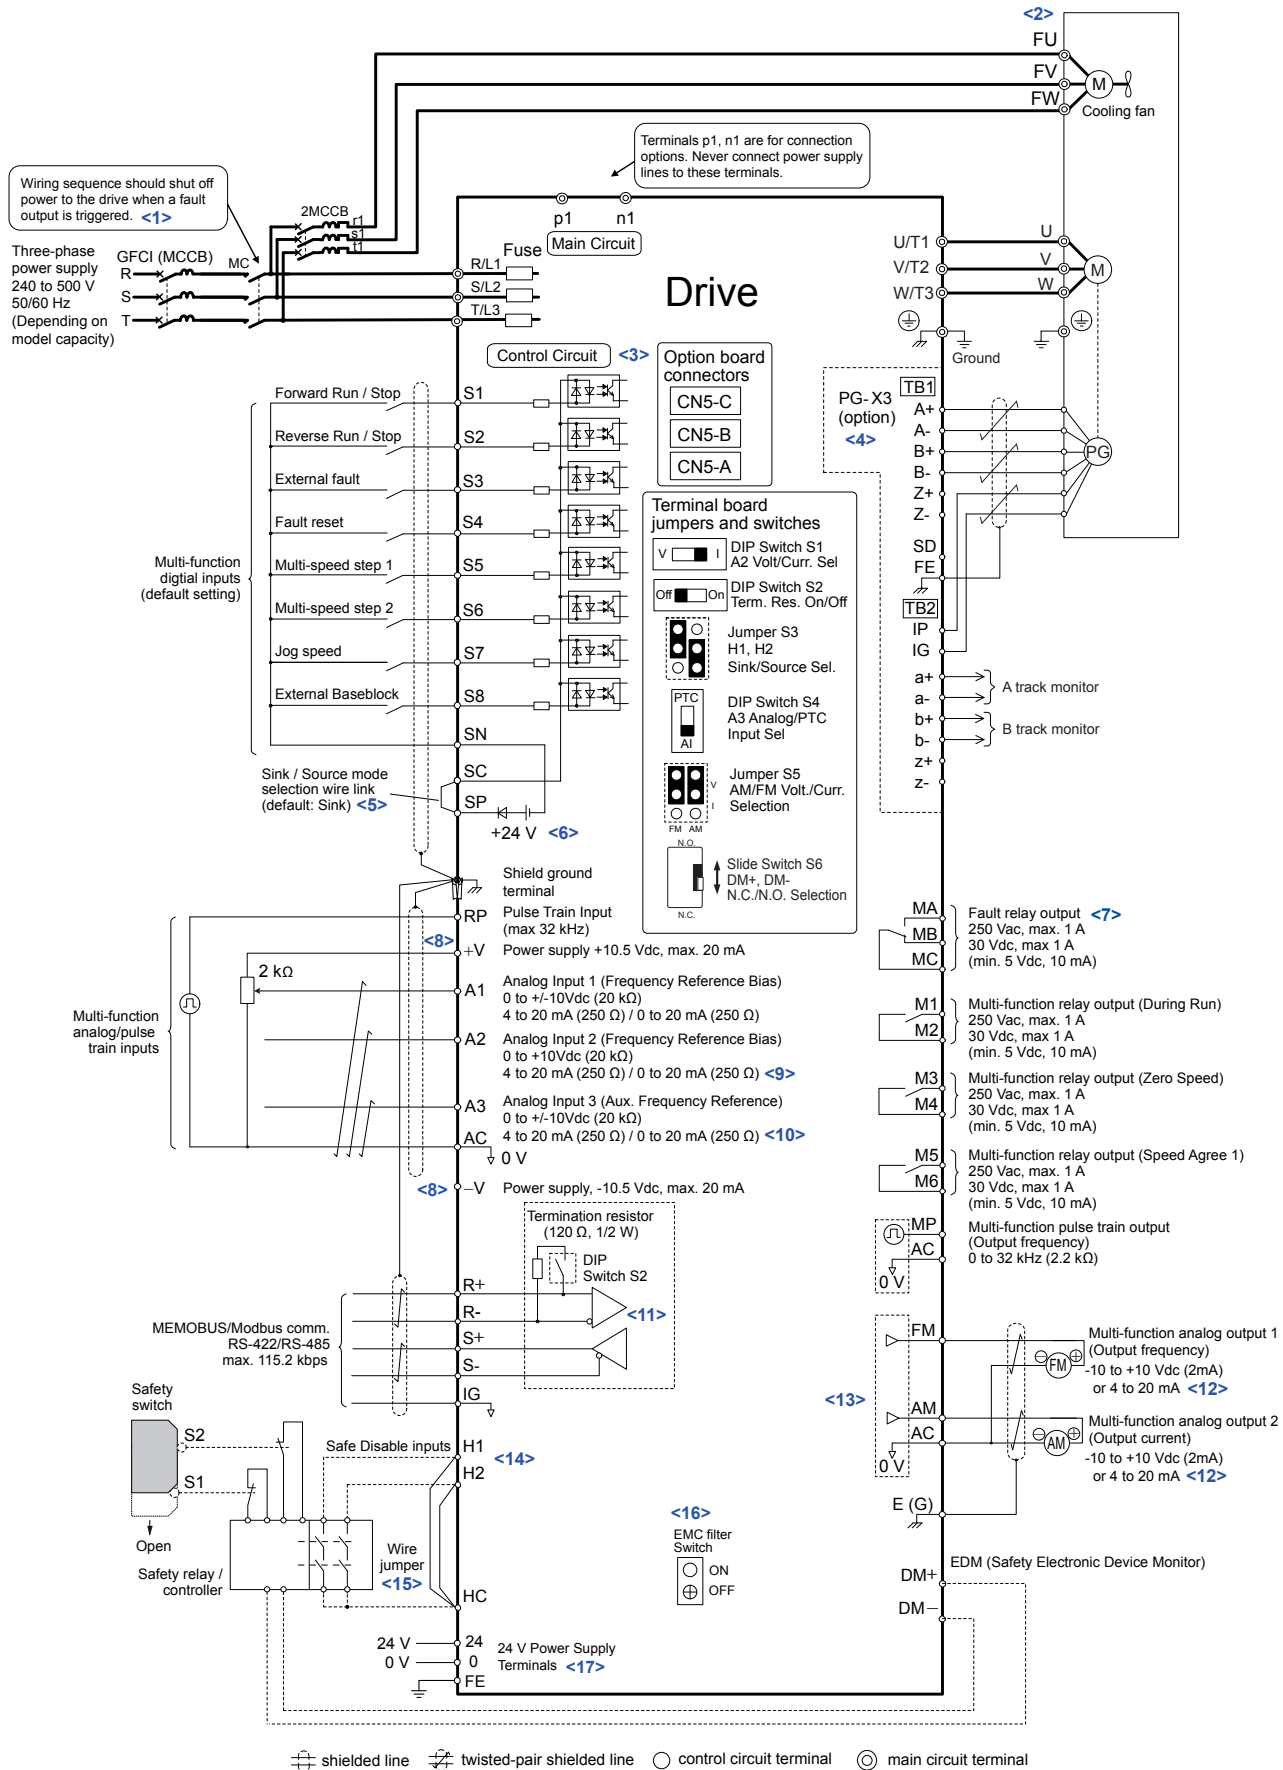 <2>
FU
FV
M
FW
Cooling fan
Terminals p1, n1 are for connection
options. Never connect power supply
lines to these terminals.
Wiring sequence should shut off
power to the drive when a fault
output is triggered. <1>
2MCCB
r1
s1
t1
p1
n1
Main Circuit
Three-phase
power supply
240 to 500 V
50/60 Hz
(Depending on
model capacity)
GFCI (MCCB)
MC
R
S
T
Fuse
R/L1
S/L2
T/L3
Drive
U/T1
V/T2
W/T3
U
V
W
M
Ground
Control Circuit <3>
Option board
connectors
CN5-C
CN5-B
CN5-A
PG-X3
(option)
<4>
TB1
A+
A-
B+
B-
Z+
Z-
PG
SD
FE
TB2
IP
IG
a+
a-
b+
b-
z+
z-
A track monitor
B track monitor
Multi-function
digtial inputs
(default setting)
Forward Run / Stop
S1
Reverse Run / Stop
S2
External fault
S3
Fault reset
S4
Multi-speed step 1
S5
Multi-speed step 2
S6
Jog speed
S7
External Baseblock
S8
SN
SC
SP
Sink / Source mode
selection wire link
(default: Sink) <5>
+24 V <6>
Terminal board
jumpers and switches
V
I
DIP Switch S1
A2 Volt/Curr. Sel
Off
On
DIP Switch S2
Term. Res. On/Off
Jumper S3
H1, H2
Sink/Source Sel.
PTC
AI
DIP Switch S4
A3 Analog/PTC
Input Sel
V
I
FM AM
Jumper S5
AM/FM Volt./Curr.
Selection
N.O.
N.C.
Slide Switch S6
DM+, DM-
N.C./N.O. Selection
Shield ground
terminal
Multi-function
analog/pulse
train inputs
2 kΩ
RP
Pulse Train Input
(max 32 kHz)
<8>
+V
Power supply +10.5 Vdc, max. 20 mA
A1
Analog Input 1 (Frequency Reference Bias)
0 to +/-10Vdc (20 kΩ)
4 to 20 mA (250 Ω) / 0 to 20 mA (250 Ω)
A2
Analog Input 2 (Frequency Reference Bias)
0 to +10Vdc (20 kΩ)
4 to 20 mA (250 Ω) / 0 to 20 mA (250 Ω) <9>
A3
Analog Input 3 (Aux. Frequency Reference)
0 to +/-10Vdc (20 kΩ)
4 to 20 mA (250 Ω) / 0 to 20 mA (250 Ω) <10>
AC
0 V
<8>
−V
Power supply, -10.5 Vdc, max. 20 mA
MA
MB
MC
Fault relay output <7>
250 Vac, max. 1 A
30 Vdc, max 1 A
(min. 5 Vdc, 10 mA)
M1
M2
Multi-function relay output (During Run)
250 Vac, max. 1 A
30 Vdc, max 1 A
(min. 5 Vdc, 10 mA)
M3
M4
Multi-function relay output (Zero Speed)
250 Vac, max. 1 A
30 Vdc, max 1 A
(min. 5 Vdc, 10 mA)
M5
M6
Multi-function relay output (Speed Agree 1)
250 Vac, max. 1 A
30 Vdc, max 1 A
(min. 5 Vdc, 10 mA)
MP
AC
0 V
Multi-function pulse train output
(Output frequency)
0 to 32 kHz (2.2 kΩ)
Termination resistor
(120 Ω, 1/2 W)
DIP
Switch S2
<11>
MEMOBUS/Modbus comm.
RS-422/RS-485
max. 115.2 kbps
R+
R-
S+
S-
IG
<13>
FM
AM
AC
0 V
E (G)
FM
Multi-function analog output 1
(Output frequency)
-10 to +10 Vdc (2mA)
or 4 to 20 mA <12>
AM
Multi-function analog output 2
(Output current)
-10 to +10 Vdc (2mA)
or 4 to 20 mA <12>
Safety
switch
S2
S1
Open
Safety relay /
controller
Safe Disable inputs
H1
<14>
H2
Wire
jumper
<15>
HC
<16>
EMC filter
Switch
ON
OFF
EDM (Safety Electronic Device Monitor)
DM+
DM−
24 V
24
0 V
0
FE
24 V Power Supply
Terminals <17>
shielded line
twisted-pair shielded line
control circuit terminal
main circuit terminal